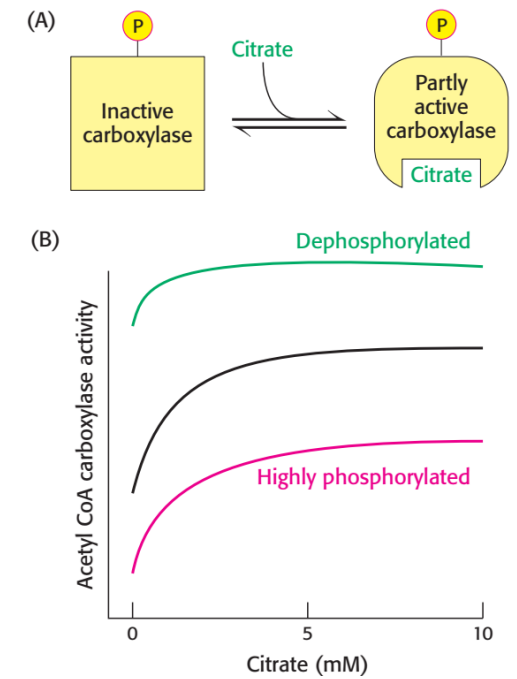 (A)
P
P
Citrate
Inactive
carboxylase
Partly
active
carboxylase
Citrate
(B)
Dephosphorylated
Acetyl CoA carboxylase activity
Highly phosphorylated
0
5
10
Citrate (mM)